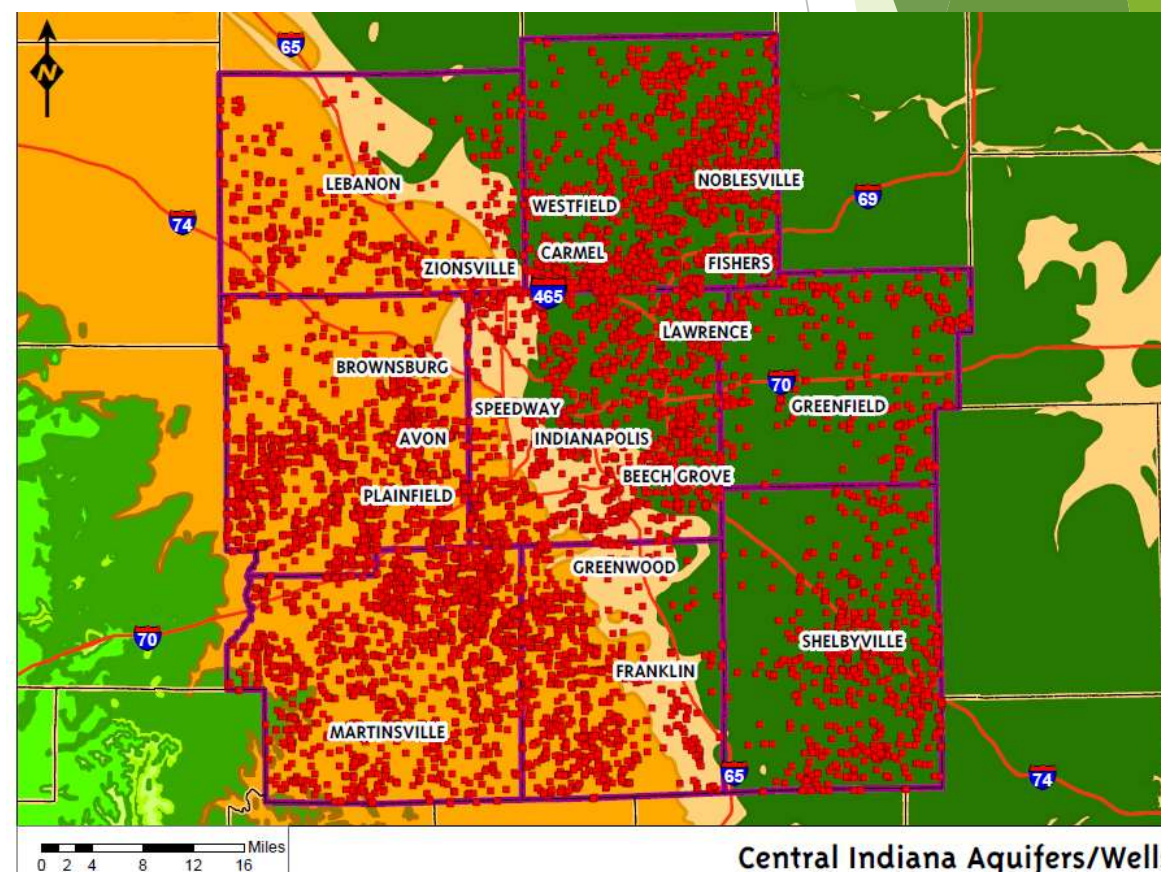 N
65
LEBANON
NOBLESVILLE
74
WESTFIELD
69
CARMEL
ZIONSVILLE
FISHERS
465
LAWRENCE
BROWNSBURG
70
SPEEDWAY
GREENFIELD
AVON
INDIANAPOLIS
BEECH GROVE
PLAINFIELD
GREENWOOD
70
SHELBYVILLE
FRANKLIN
MARTINSVILLE
65
74
Miles
0 2 4 8 12 16
Central Indiana Aquifers/Well